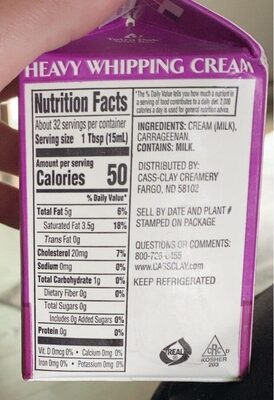 HEAVY WHIPPING CREAM
Nutrition Facts
About 32 servings per container
Serving size 1 Tbsp (15mL)
Amount per serving
Calories 50
% Daily Value*
Total Fat 5g 6%
Saturated Fat 3.5g 18%
Trans Fat 0g
Cholesterol 20mg 7%
Sodium 0mg 0%
Total Carbohydrate 1g 0%
Dietary Fiber 0g 0%
Total Sugars 0g
Includes 0g Added Sugars 0%
Protein 0g 0%
Vit. D 0mcg 0% • Calcium 0mg 0%
Iron 0mg 0% • Potassium 0mg 0%
*The % Daily Value tells you how much a nutrient in
a serving of food contributes to a daily diet. 2,000
calories a day is used for general nutrition advice.
INGREDIENTS: CREAM (MILK),
CARRAGEENAN.
CONTAINS: MILK.
DISTRIBUTED BY:
CASS-CLAY CREAMERY
FARGO, ND 58102
SELL BY DATE AND PLANT #
STAMPED ON PACKAGE
QUESTIONS OR COMMENTS:
WWW.CASSCLAY.COM
KEEP REFRIGERATED
REAL
KOSHER
203